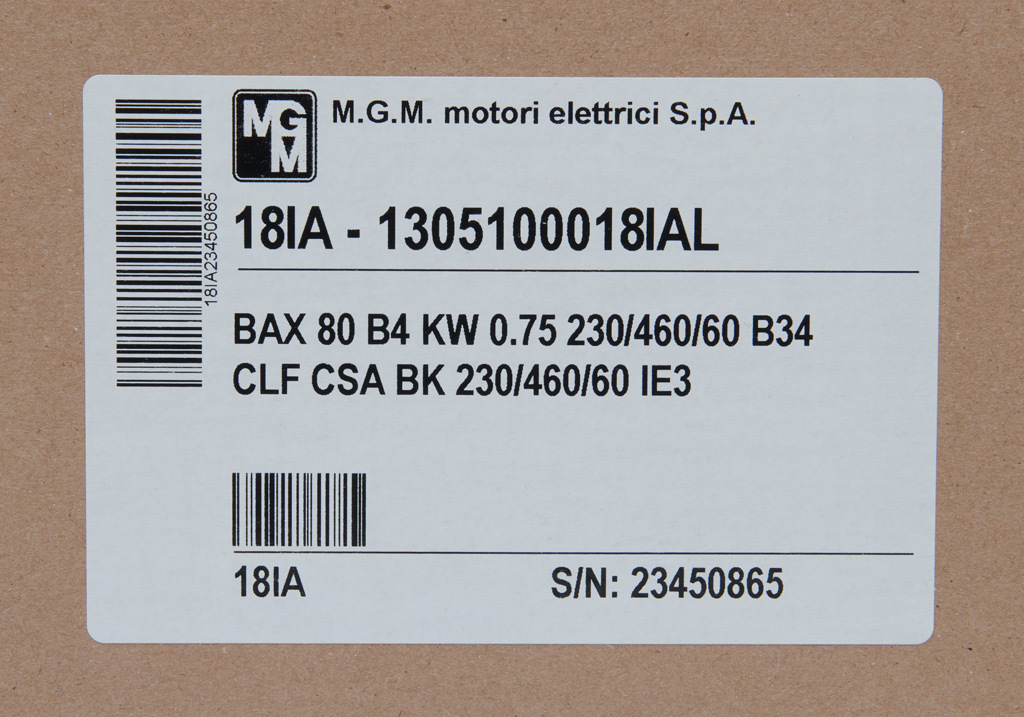 MGM
M.G.M. motori elettrici S.p.A.
18IA23450865
18IA - 1305100018IAL
BAX 80 B4 KW 0.75 230/460/60 B34
CLF CSA BK 230/460/60 IE3
18IA
S/N: 23450865